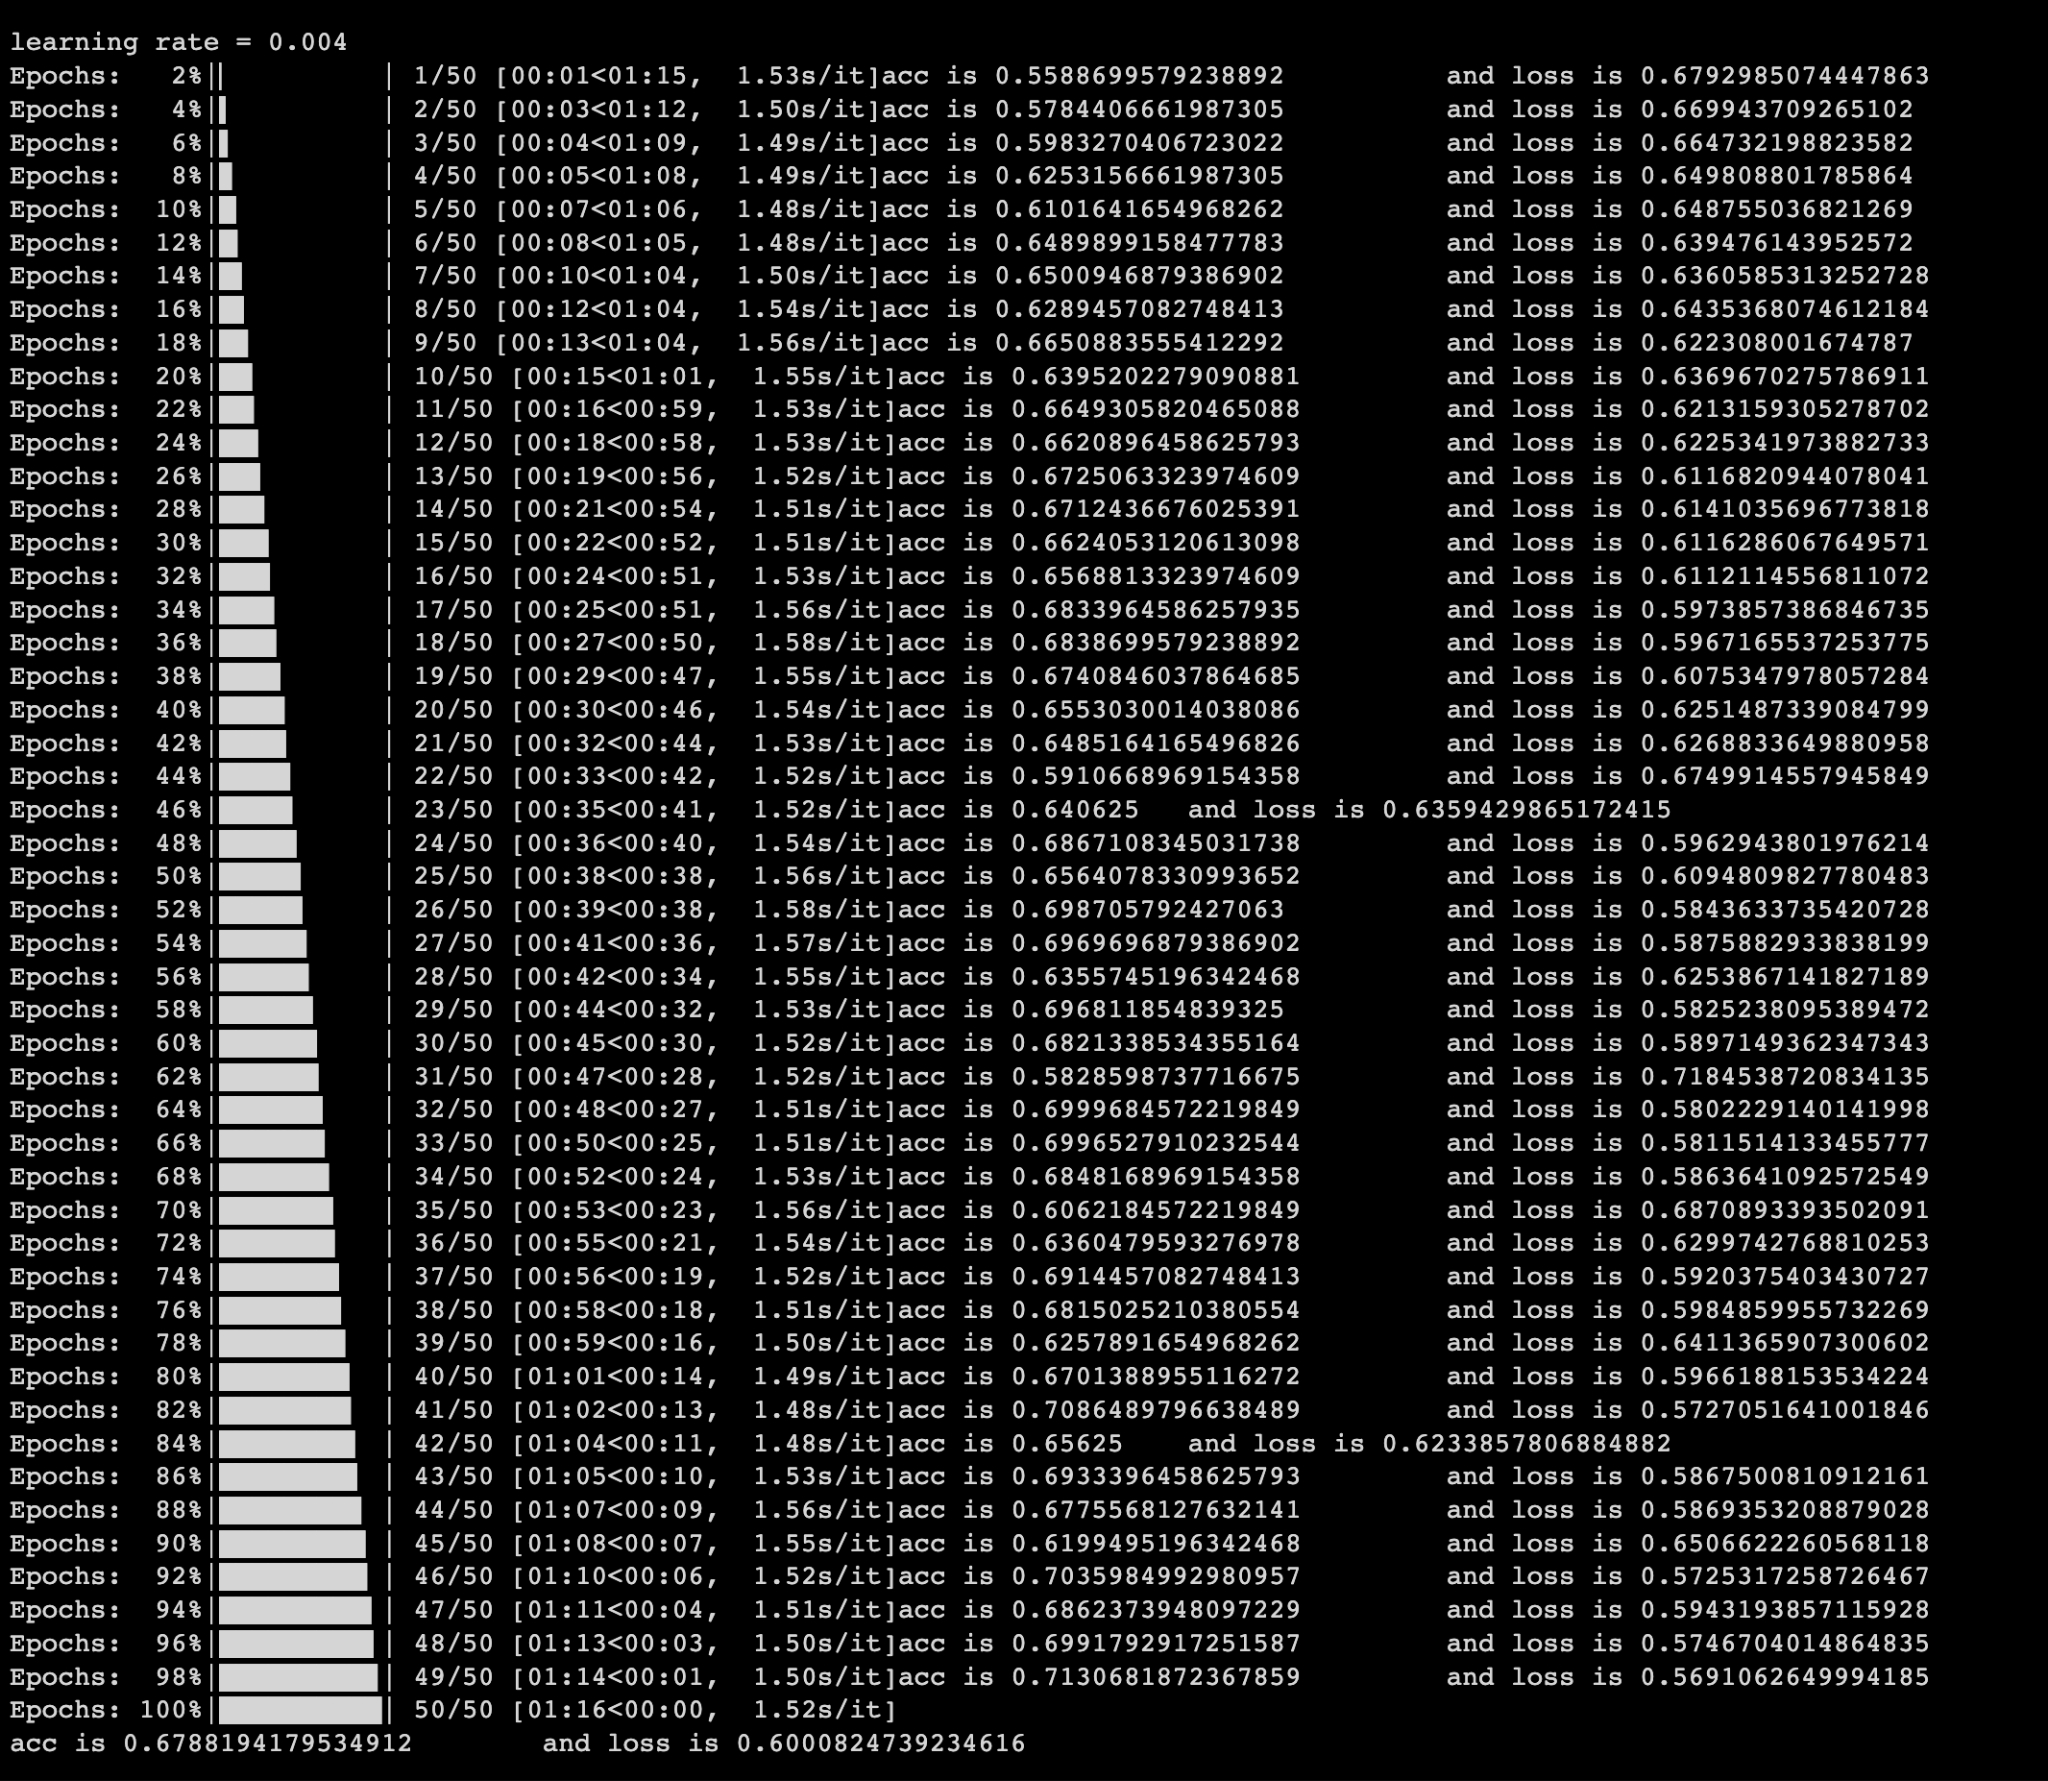 learning rate = 0.004
Epochs:   2%|| | 1/50 [00:01<01:15,  1.53s/it]acc is 0.5588699579238892 and loss is 0.6792985074447863
Epochs:   4%| | 2/50 [00:03<01:12,  1.50s/it]acc is 0.5784406661987305 and loss is 0.669943709265102
Epochs:   6%| | 3/50 [00:04<01:09,  1.49s/it]acc is 0.5983270406723022 and loss is 0.664732198823582
Epochs:   8%| | 4/50 [00:05<01:08,  1.49s/it]acc is 0.6253156661987305 and loss is 0.649808801785864
Epochs:  10%| | 5/50 [00:07<01:06,  1.48s/it]acc is 0.6101641654968262 and loss is 0.648755036821269
Epochs:  12%| | 6/50 [00:08<01:05,  1.48s/it]acc is 0.6489899158477783 and loss is 0.639476143952572
Epochs:  14%| | 7/50 [00:10<01:04,  1.50s/it]acc is 0.6500946879386902 and loss is 0.6360585313252728
Epochs:  16%| | 8/50 [00:12<01:04,  1.54s/it]acc is 0.6289457082748413 and loss is 0.6435368074612184
Epochs:  18%| | 9/50 [00:13<01:04,  1.56s/it]acc is 0.6650883555412292 and loss is 0.622308001674787
Epochs:  20%| | 10/50 [00:15<01:01,  1.55s/it]acc is 0.6395202279090881 and loss is 0.6369670275786911
Epochs:  22%| | 11/50 [00:16<00:59,  1.53s/it]acc is 0.6649305820465088 and loss is 0.6213159305278702
Epochs:  24%| | 12/50 [00:18<00:58,  1.53s/it]acc is 0.6620896458625793 and loss is 0.6225341973882733
Epochs:  26%| | 13/50 [00:19<00:56,  1.52s/it]acc is 0.6725063323974609 and loss is 0.6116820944078041
Epochs:  28%| | 14/50 [00:21<00:54,  1.51s/it]acc is 0.6712436676025391 and loss is 0.6141035696773818
Epochs:  30%| | 15/50 [00:22<00:52,  1.51s/it]acc is 0.6624053120613098 and loss is 0.6116286067649571
Epochs:  32%| | 16/50 [00:24<00:51,  1.53s/it]acc is 0.6568813323974609 and loss is 0.6112114556811072
Epochs:  34%| | 17/50 [00:25<00:51,  1.56s/it]acc is 0.6833964586257935 and loss is 0.5973857386846735
Epochs:  36%| | 18/50 [00:27<00:50,  1.58s/it]acc is 0.6838699579238892 and loss is 0.5967165537253775
Epochs:  38%| | 19/50 [00:29<00:47,  1.55s/it]acc is 0.6740846037864685 and loss is 0.6075347978057284
Epochs:  40%| | 20/50 [00:30<00:46,  1.54s/it]acc is 0.6553030014038086 and loss is 0.6251487339084799
Epochs:  42%| | 21/50 [00:32<00:44,  1.53s/it]acc is 0.6485164165496826 and loss is 0.6268833649880958
Epochs:  44%| | 22/50 [00:33<00:42,  1.52s/it]acc is 0.5910668969154358 and loss is 0.6749914557945849
Epochs:  46%| | 23/50 [00:35<00:41,  1.52s/it]acc is 0.640625 and loss is 0.6359429865172415
Epochs:  48%| | 24/50 [00:36<00:40,  1.54s/it]acc is 0.6867108345031738 and loss is 0.5962943801976214
Epochs:  50%| | 25/50 [00:38<00:38,  1.56s/it]acc is 0.6564078330993652 and loss is 0.6094809827780483
Epochs:  52%| | 26/50 [00:39<00:38,  1.58s/it]acc is 0.698705792427063 and loss is 0.5843633735420728
Epochs:  54%| | 27/50 [00:41<00:36,  1.57s/it]acc is 0.6969696879386902 and loss is 0.5875882933838199
Epochs:  56%| | 28/50 [00:42<00:34,  1.55s/it]acc is 0.6355745196342468 and loss is 0.6253867141827189
Epochs:  58%| | 29/50 [00:44<00:32,  1.53s/it]acc is 0.696811854839325 and loss is 0.5825238095389472
Epochs:  60%| | 30/50 [00:45<00:30,  1.52s/it]acc is 0.6821338534355164 and loss is 0.5897149362347343
Epochs:  62%| | 31/50 [00:47<00:28,  1.52s/it]acc is 0.5828598737716675 and loss is 0.7184538720834135
Epochs:  64%| | 32/50 [00:48<00:27,  1.51s/it]acc is 0.6999684572219849 and loss is 0.5802229140141998
Epochs:  66%| | 33/50 [00:50<00:25,  1.51s/it]acc is 0.6996527910232544 and loss is 0.5811514133455777
Epochs:  68%| | 34/50 [00:52<00:24,  1.53s/it]acc is 0.6848168969154358 and loss is 0.5863641092572549
Epochs:  70%| | 35/50 [00:53<00:23,  1.56s/it]acc is 0.6062184572219849 and loss is 0.6870893393502091
Epochs:  72%| | 36/50 [00:55<00:21,  1.54s/it]acc is 0.6360479593276978 and loss is 0.6299742768810253
Epochs:  74%| | 37/50 [00:56<00:19,  1.52s/it]acc is 0.6914457082748413 and loss is 0.5920375403430727
Epochs:  76%| | 38/50 [00:58<00:18,  1.51s/it]acc is 0.6815025210380554 and loss is 0.5984859955732269
Epochs:  78%| | 39/50 [00:59<00:16,  1.50s/it]acc is 0.6257891654968262 and loss is 0.6411365907300602
Epochs:  80%| | 40/50 [01:01<00:14,  1.49s/it]acc is 0.6701388955116272 and loss is 0.5966188153534224
Epochs:  82%| | 41/50 [01:02<00:13,  1.48s/it]acc is 0.7086489796638489 and loss is 0.5727051641001846
Epochs:  84%| | 42/50 [01:04<00:11,  1.48s/it]acc is 0.65625 and loss is 0.6233857806884882
Epochs:  86%| | 43/50 [01:05<00:10,  1.53s/it]acc is 0.6933396458625793 and loss is 0.5867500810912161
Epochs:  88%| | 44/50 [01:07<00:09,  1.56s/it]acc is 0.6775568127632141 and loss is 0.5869353208879028
Epochs:  90%| | 45/50 [01:08<00:07,  1.55s/it]acc is 0.6199495196342468 and loss is 0.6506622260568118
Epochs:  92%| | 46/50 [01:10<00:06,  1.52s/it]acc is 0.7035984992980957 and loss is 0.5725317258726467
Epochs:  94%| | 47/50 [01:11<00:04,  1.51s/it]acc is 0.6862373948097229 and loss is 0.5943193857115928
Epochs:  96%| | 48/50 [01:13<00:03,  1.50s/it]acc is 0.6991792917251587 and loss is 0.5746704014864835
Epochs:  98%| | 49/50 [01:14<00:01,  1.50s/it]acc is 0.7130681872367859 and loss is 0.5691062649994185
Epochs: 100%| | 50/50 [01:16<00:00,  1.52s/it]
acc is 0.6788194179534912 and loss is 0.6000824739234616